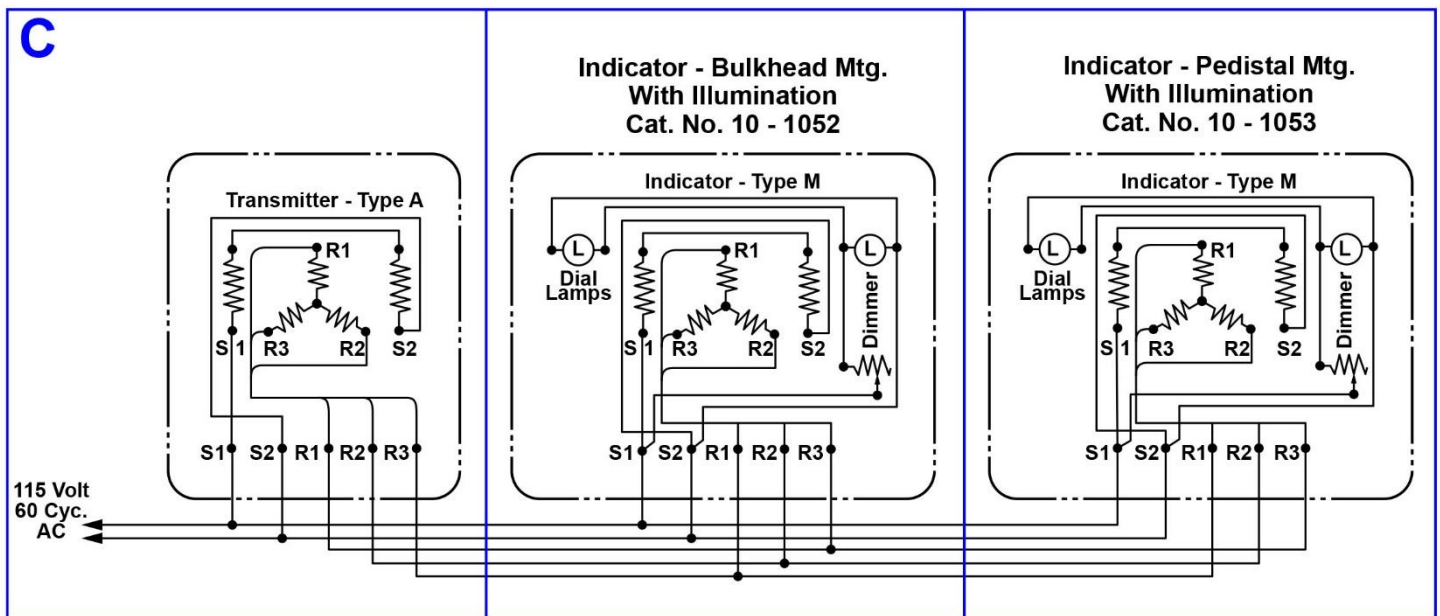 C
Indicator - Bulkhead Mtg.
With Illumination
Cat. No. 10 - 1052
Indicator - Pedistal Mtg.
With Illumination
Cat. No. 10 - 1053
Transmitter - Type A
R1
S 1
R3
R2
S2
S1
S2
R1
R2
R3
Indicator - Type M
L
L
Dial
Lamps
Dimmer
R1
S 1
R3
R2
S2
S1
S2
R1
R2
R3
Indicator - Type M
L
L
Dial
Lamps
Dimmer
R1
S 1
R3
R2
S2
S1
S2
R1
R2
R3
115 Volt
60 Cyc.
AC